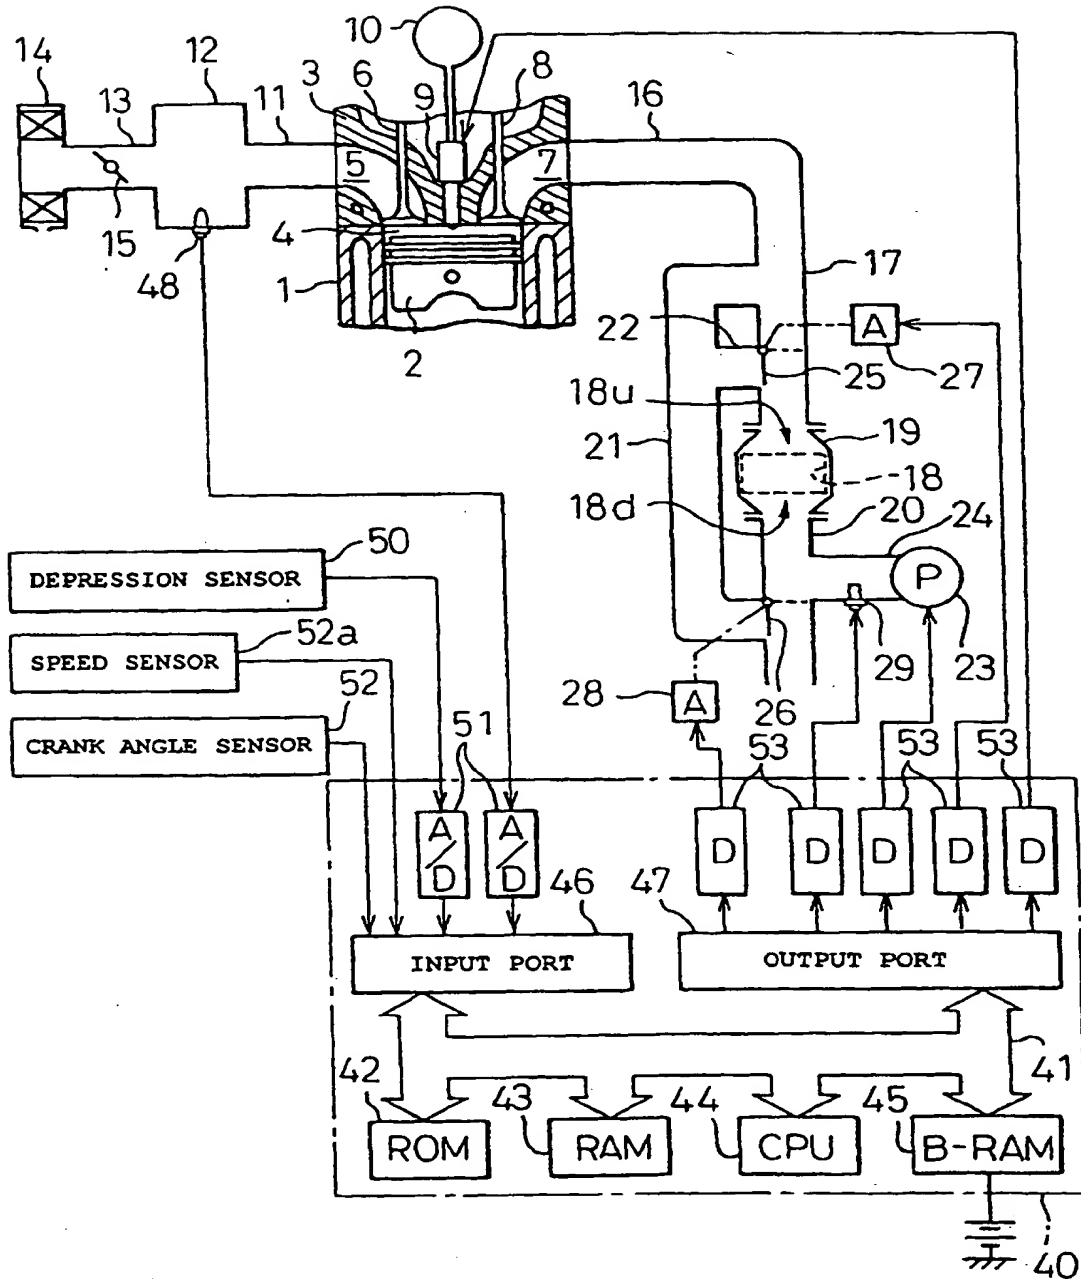 10
14
12
3
6
9
8
13
11
16
5
7
15
4
48
1
17
2
22
A
25
27
18u
21
19
18
18d
20
24
50
DEPRESSION SENSOR
P
52a
SPEED SENSOR
29
23
28
A
26
52
CRANK ANGLE SENSOR
51
53
53
53
A/D
A/D
D
D
D
D
D
46
47
INPUT PORT
OUTPUT PORT
41
42
43
44
45
ROM
RAM
CPU
B-RAM
40